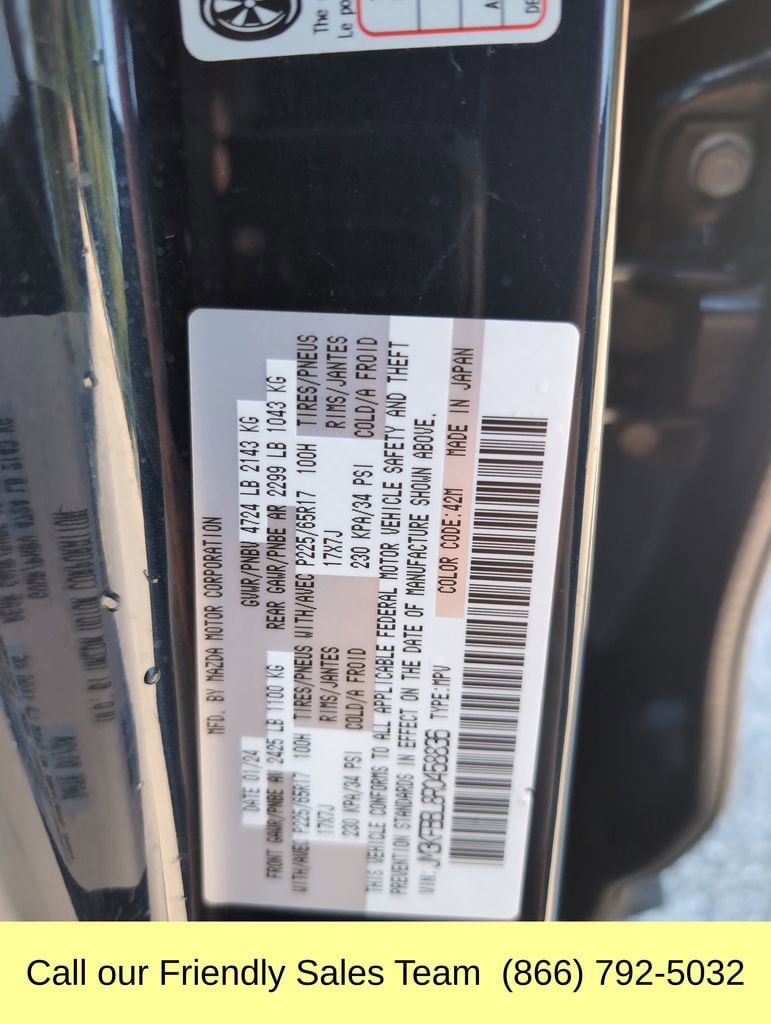 The
Le po
A
DE
MFD. BY MAZDA MOTOR CORPORATION
DATE 01/24 GVWR/PNBV 4724 LB 2143 KG
FRONT GAWR/PNBE AV 2425 LB 1100 KG REAR GAWR/PNBE AR 2299 LB 1043 KG
WITH/AVEC P225/65R17 100H TIRES/PNEUS WITH/AVEC P225/65R17 100H TIRES/PNEUS
17X7J RIMS/JANTES 17X7J RIMS/JANTES
230 KPA/34 PSI COLD/A FROID 230 KPA/34 PSI COLD/A FROID
THIS VEHICLE CONFORMS TO ALL APPLICABLE FEDERAL MOTOR VEHICLE SAFETY AND THEFT
PREVENTION STANDARDS IN EFFECT ON THE DATE OF MANUFACTURE SHOWN ABOVE.
VIN: JM3KFBBL8R0458836 TYPE:MPV COLOR CODE:42M MADE IN JAPAN
Call our Friendly Sales Team (866) 792-5032